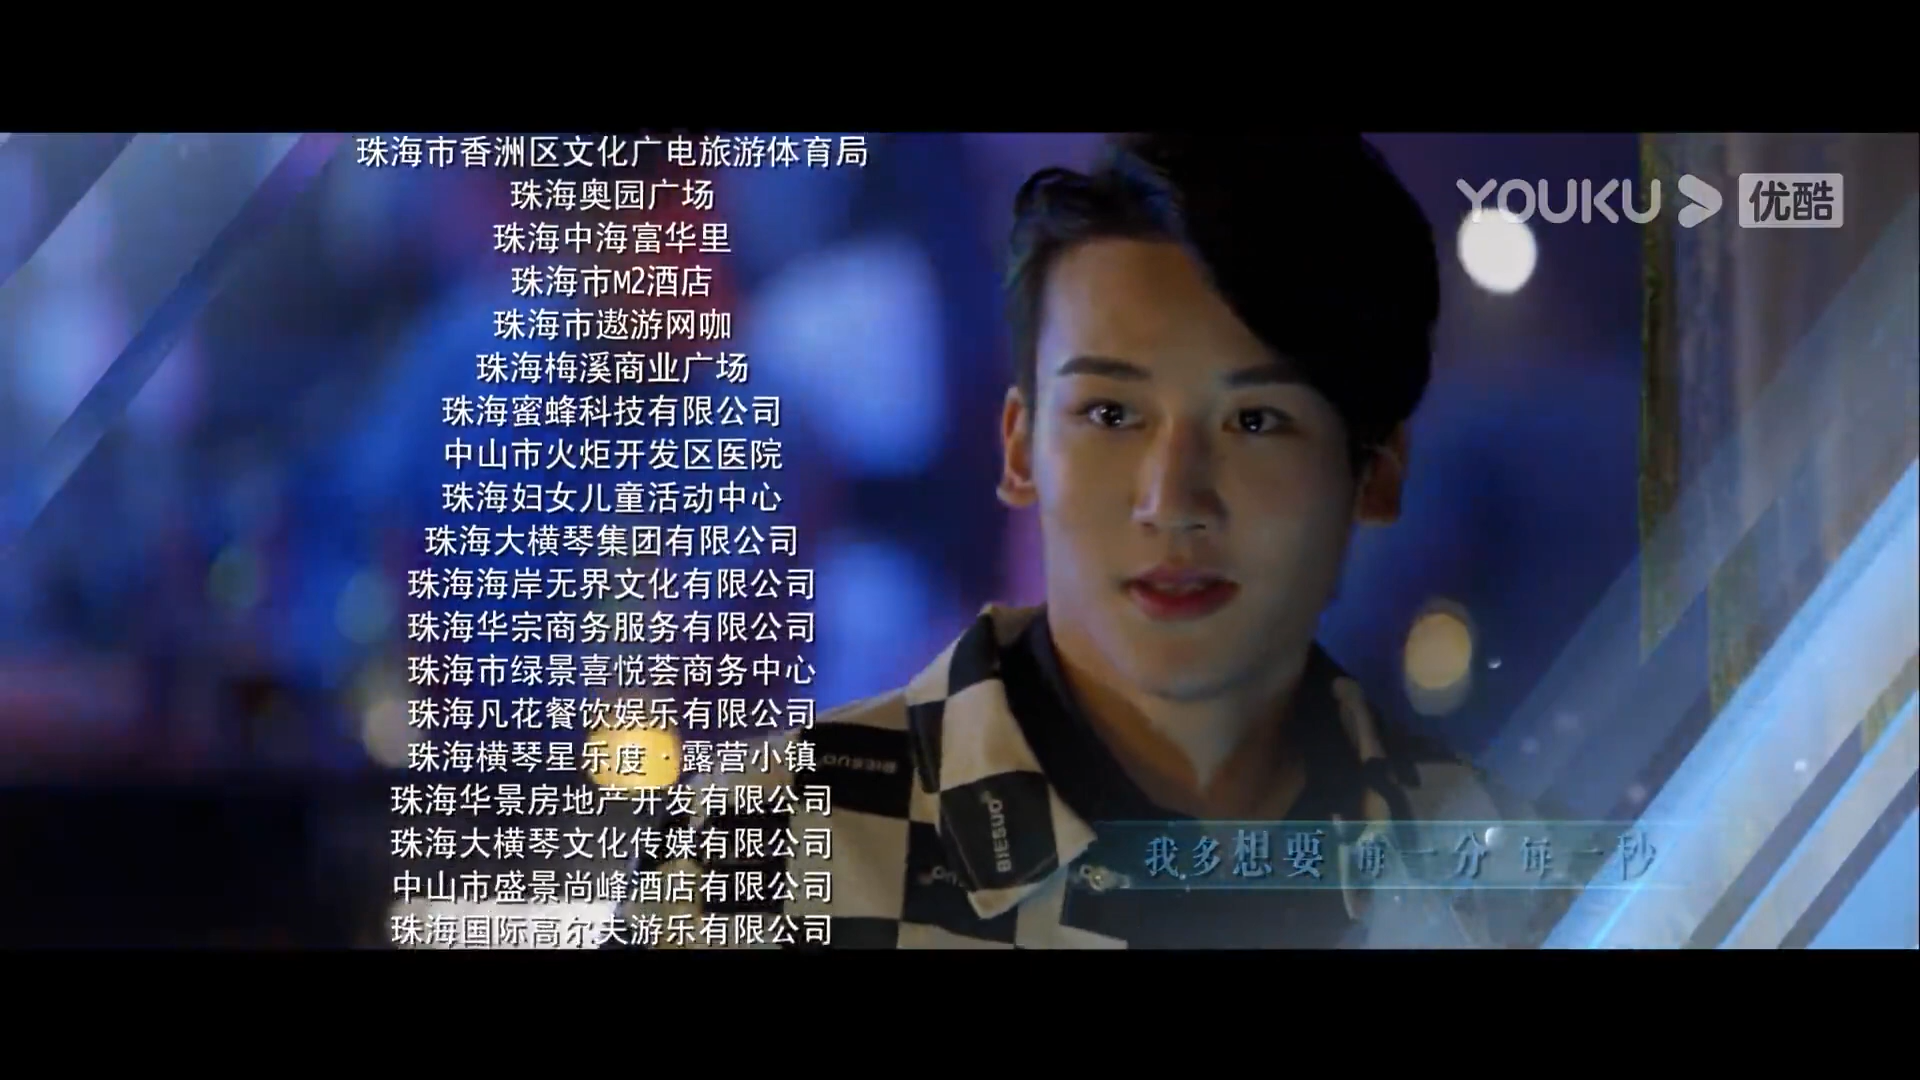 珠海市香洲区文化广电旅游体育局
珠海奥园广场
珠海中海富华里
珠海市M2酒店
珠海市遨游网咖
珠海梅溪商业广场
珠海蜜蜂科技有限公司
中山市火炬开发区医院
珠海妇女儿童活动中心
珠海大横琴集团有限公司
珠海海岸无界文化有限公司
珠海华宗商务服务有限公司
珠海市绿景喜悦荟商务中心
珠海凡花餐饮娱乐有限公司
珠海横琴星乐度·露营小镇
珠海华景房地产开发有限公司
珠海大横琴文化传媒有限公司
中山市盛景尚峰酒店有限公司
珠海国际高尔夫游乐有限公司
YOUKU 优酷
BIESUO
BIESUO
我多想要 每一分 每一秒